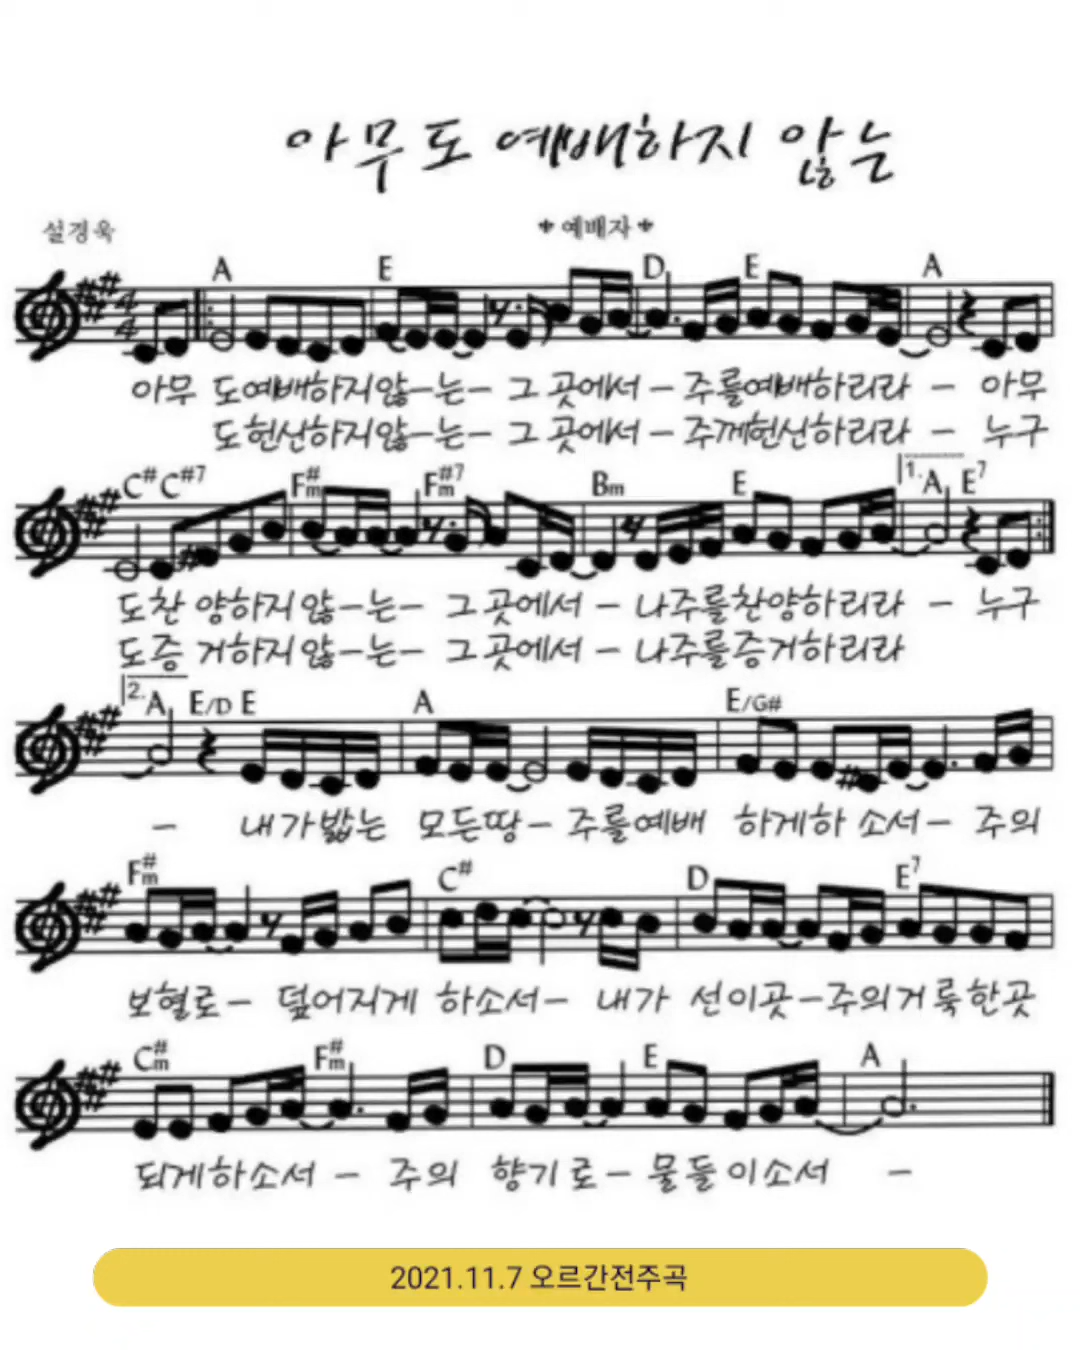 아무도 예배하지 않는
설경욱
예배자
A E D E A
4
4
아무 도예배하지않-는- 그 곳에서 - 주를예배하리라 - 아무
도헌신하지않-는- 그 곳에서 - 주께헌신하리라 - 누구
C# C#7 F#m F#7m Bm E 1. A E7
도찬 양하지않-는- 그곳에서 - 나주를찬양하리라 - 누구
도증 거하지않-는- 그곳에서 - 나주를증거하리라
2. A E/D E A E/G#
- 내가밟는 모든땅- 주를예배 하게하 소서- 주의
F#m C# D E7
보혈로- 덮어지게 하소서- 내가 선이곳-주의거룩한곳
C#m F#m D E A
되게하소서 - 주의 향기로- 물들이소서 -
2021.11.7 오르간전주곡